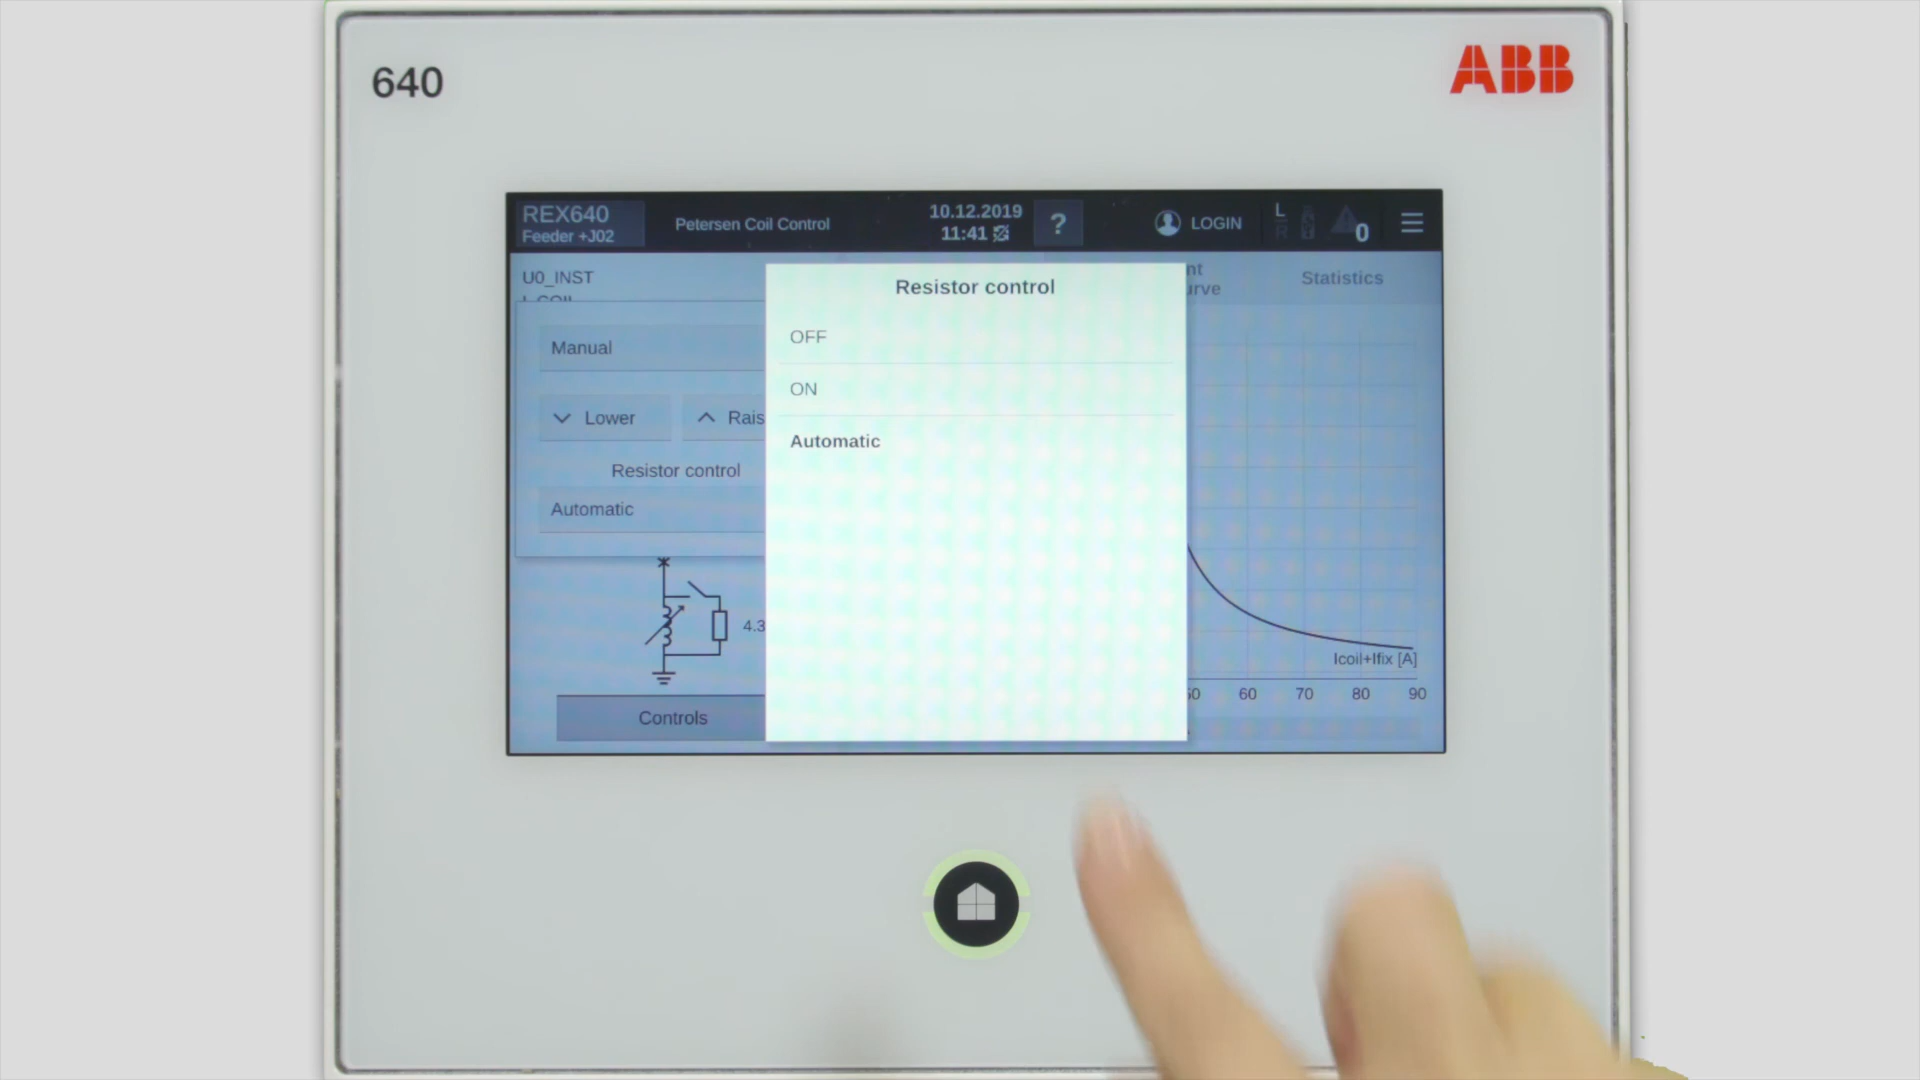 640
ABB
REX640
Feeder +J02
Petersen Coil Control
10.12.2019
11:41
?
LOGIN
L
R
0
U0_INST
Statistics
Manual
Lower
Resistor control
Automatic
4.3
Controls
Resistor control
OFF
ON
Automatic
Icoil+Ifix [A]
60
70
80
90